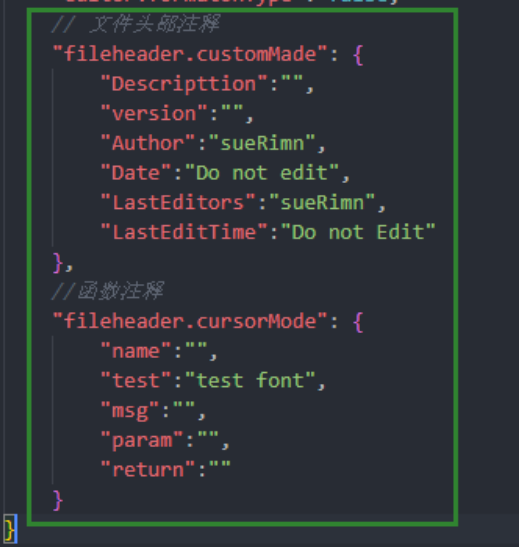 // 文件头部注释
"fileheader.customMade": {
"Descripttion":"",
"version":"",
"Author":"sueRimn",
"Date":"Do not edit",
"LastEditors":"sueRimn",
"LastEditTime":"Do not Edit"
},
//函数注释
"fileheader.cursorMode": {
"name":"",
"test":"test font",
"msg":"",
"param":"",
"return":""
}
}